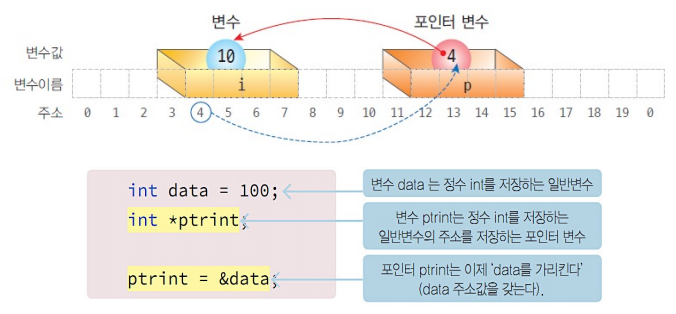 변수
포인터 변수
변수값
10
4
변수이름
i
p
주소
0 1 2 3 4 5 6 7 8 9 10 11 12 13 14 15 16 17 18 19 0
int data = 100;
변수 data 는 정수 int를 저장하는 일반변수
int *ptrint;
변수 ptrint는 정수 int를 저장하는
일반변수의 주소를 저장하는 포인터 변수
ptrint = &data;
포인터 ptrint는 이제 ‘data를 가리킨다’
(data 주소값을 갖는다).